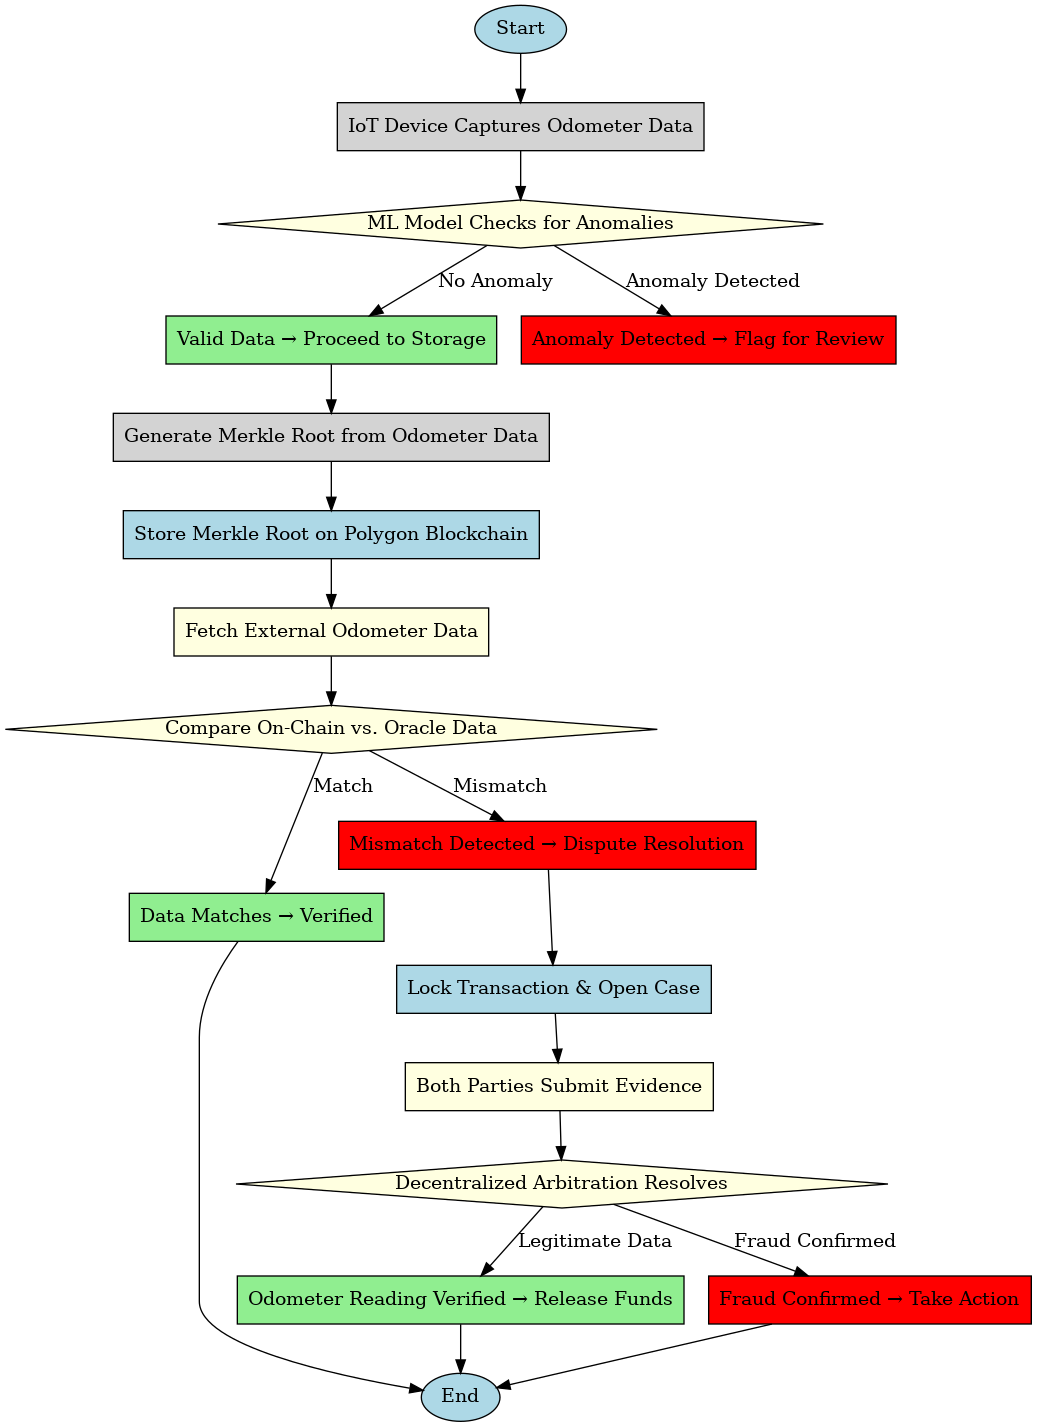 Start
IoT Device Captures Odometer Data
ML Model Checks for Anomalies
No Anomaly
Anomaly Detected
Valid Data → Proceed to Storage
Anomaly Detected → Flag for Review
Generate Merkle Root from Odometer Data
Store Merkle Root on Polygon Blockchain
Fetch External Odometer Data
Compare On-Chain vs. Oracle Data
Match
Mismatch
Mismatch Detected → Dispute Resolution
Data Matches → Verified
Lock Transaction & Open Case
Both Parties Submit Evidence
Decentralized Arbitration Resolves
Legitimate Data
Fraud Confirmed
Odometer Reading Verified → Release Funds
Fraud Confirmed → Take Action
End